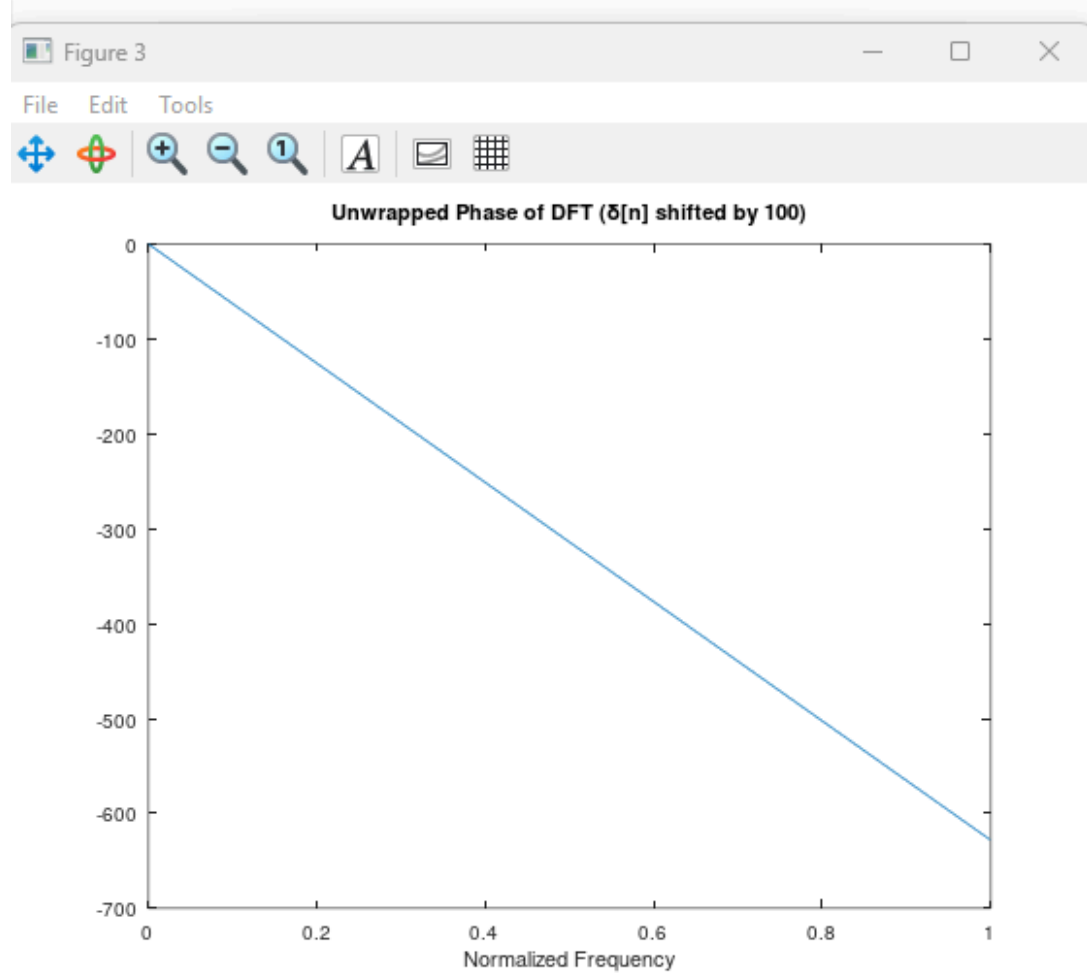 Figure 3
File Edit Tools
1 A
Unwrapped Phase of DFT (δ[n] shifted by 100)
0
-100
-200
-300
-400
-500
-600
-700
0 0.2 0.4 0.6 0.8 1
Normalized Frequency